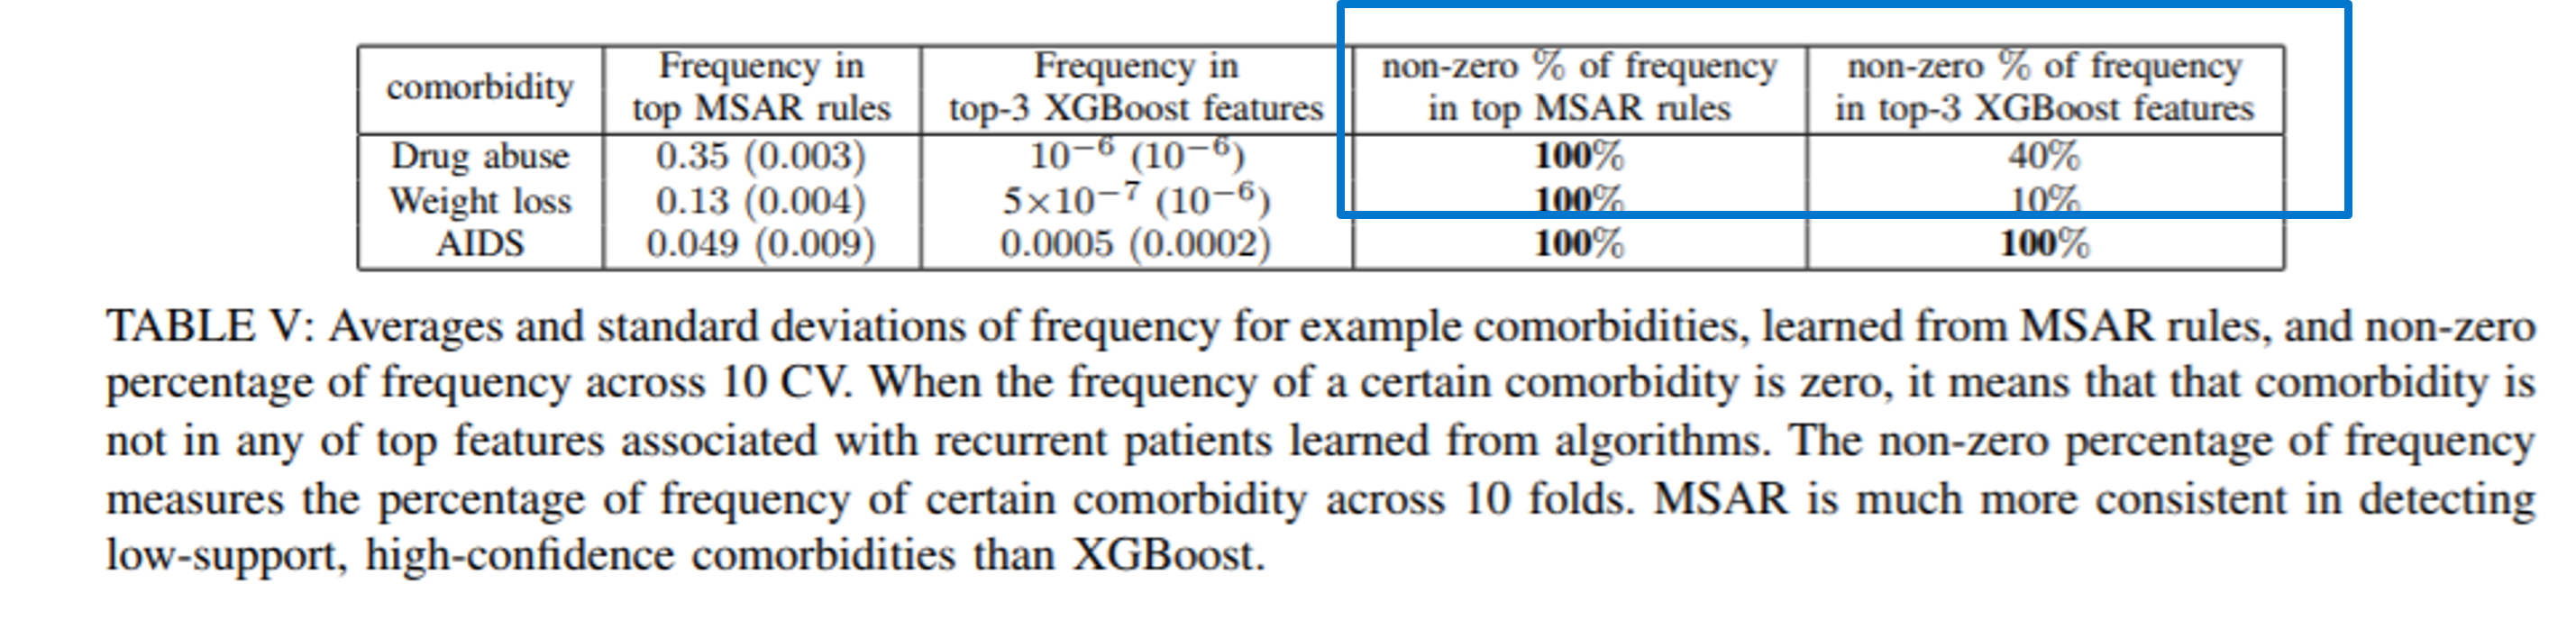 comorbidity | Frequency in top MSAR rules | Frequency in top-3 XGBoost features | non-zero % of frequency in top MSAR rules | non-zero % of frequency in top-3 XGBoost features
Drug abuse | 0.35 (0.003) | 10⁻⁶ (10⁻⁶) | 100% | 40%
Weight loss | 0.13 (0.004) | 5×10⁻⁷ (10⁻⁶) | 100% | 10%
AIDS | 0.049 (0.009) | 0.0005 (0.0002) | 100% | 100%
TABLE V: Averages and standard deviations of frequency for example comorbidities, learned from MSAR rules, and non-zero
percentage of frequency across 10 CV. When the frequency of a certain comorbidity is zero, it means that that comorbidity is
not in any of top features associated with recurrent patients learned from algorithms. The non-zero percentage of frequency
measures the percentage of frequency of certain comorbidity across 10 folds. MSAR is much more consistent in detecting
low-support, high-confidence comorbidities than XGBoost.